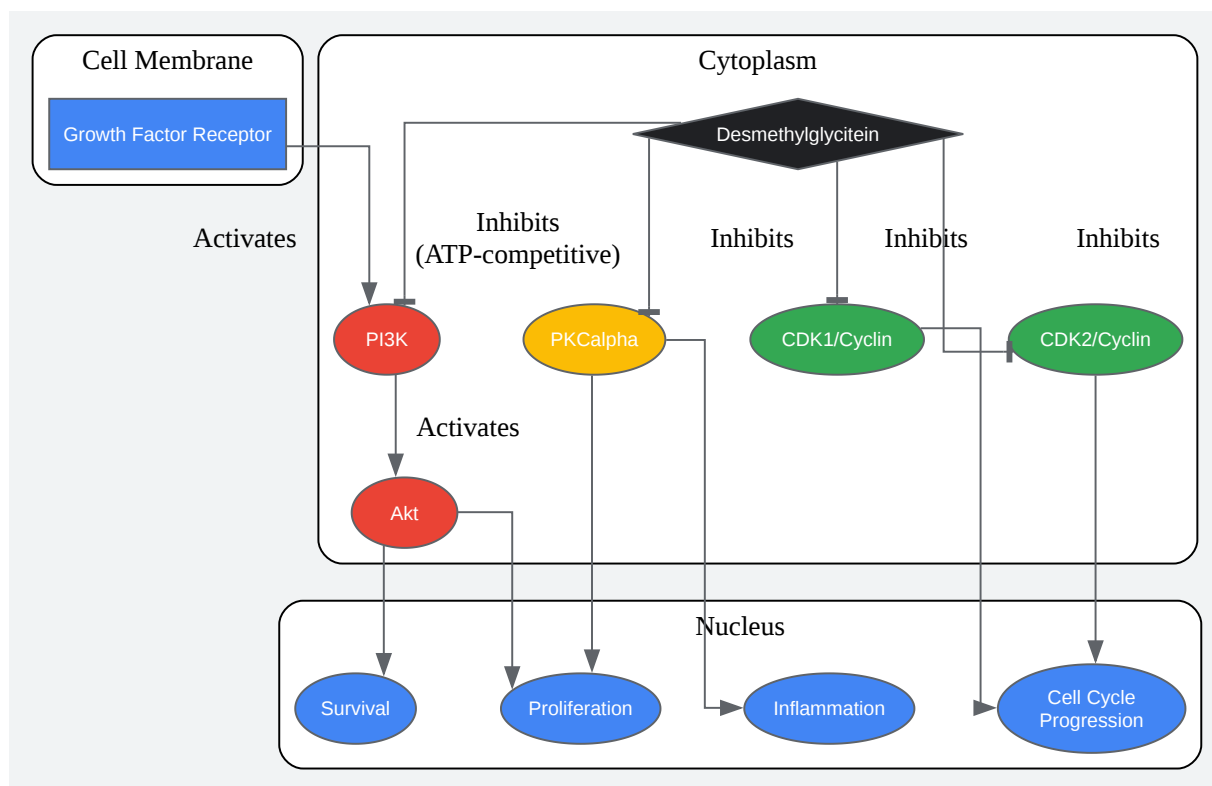 Cell Membrane
Cytoplasm
Growth Factor Receptor
Desmethylglycitein
Activates
Inhibits
(ATP-competitive)
Inhibits
Inhibits
Inhibits
PI3K
PKCalpha
CDK1/Cyclin
CDK2/Cyclin
Activates
Akt
Nucleus
Survival
Proliferation
Inflammation
Cell Cycle
Progression